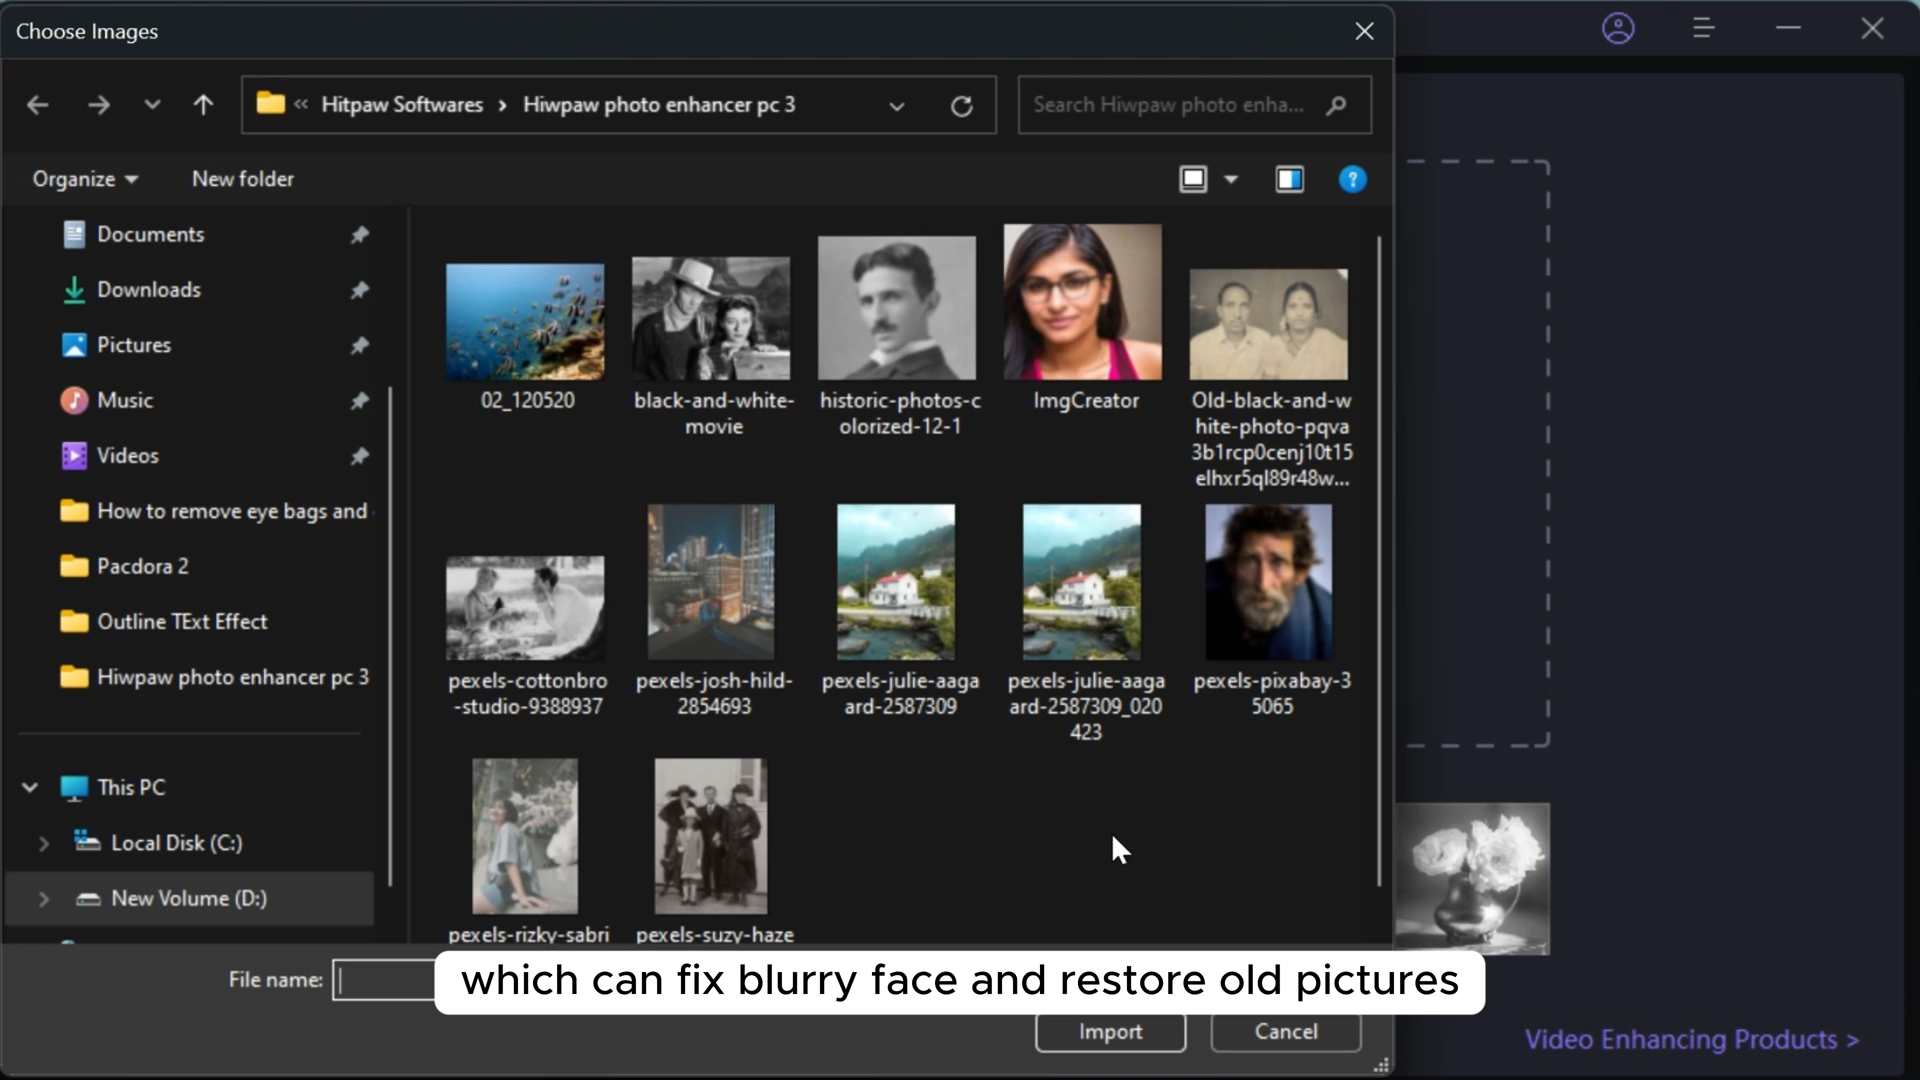 Choose Images
« Hitpaw Softwares > Hiwpaw photo enhancer pc 3
Search Hiwpaw photo enha...
Organize
New folder
Documents
Downloads
Pictures
Music
Videos
How to remove eye bags and
Pacdora 2
Outline TExt Effect
Hiwpaw photo enhancer pc 3
This PC
Local Disk (C:)
New Volume (D:)
02_120520
black-and-white-
movie
historic-photos-c
olorized-12-1
ImgCreator
Old-black-and-w
hite-photo-pqva
3b1rcp0cenj10t15
elhxr5ql89r48w...
pexels-cottonbro
-studio-9388937
pexels-josh-hild-
2854693
pexels-julie-aaga
ard-2587309
pexels-julie-aaga
ard-2587309_020
423
pexels-pixabay-3
5065
pexels-rizky-sabri
pexels-suzy-haze
File name:
which can fix blurry face and restore old pictures
Import
Cancel
Video Enhancing Products >